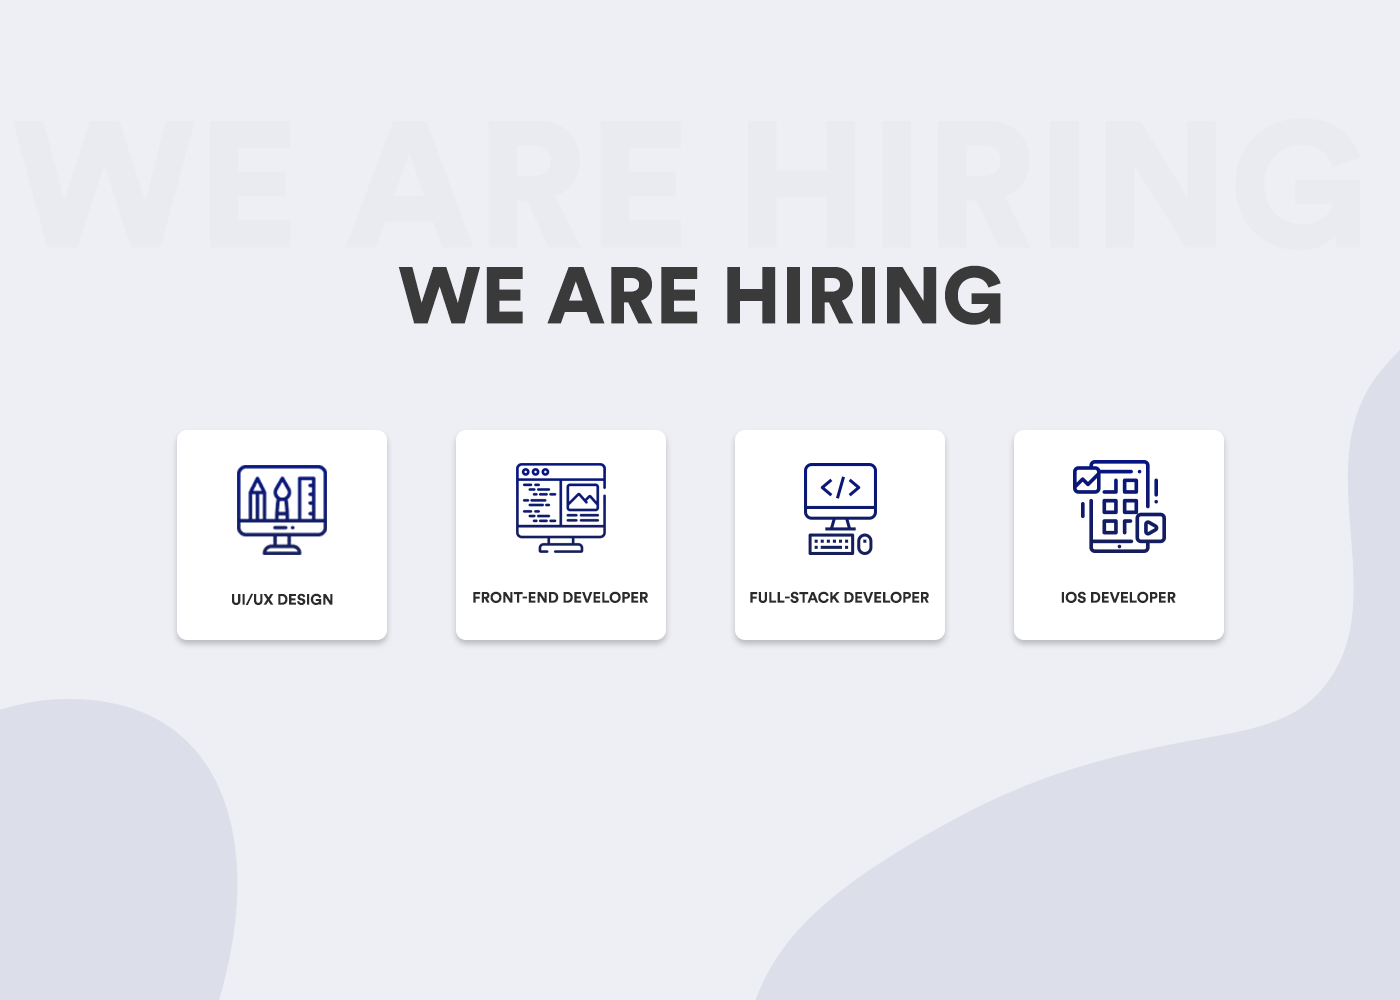 WE ARE HIRING
WE ARE HIRING
</>
UI/UX DESIGN
FRONT-END DEVELOPER
FULL-STACK DEVELOPER
IOS DEVELOPER